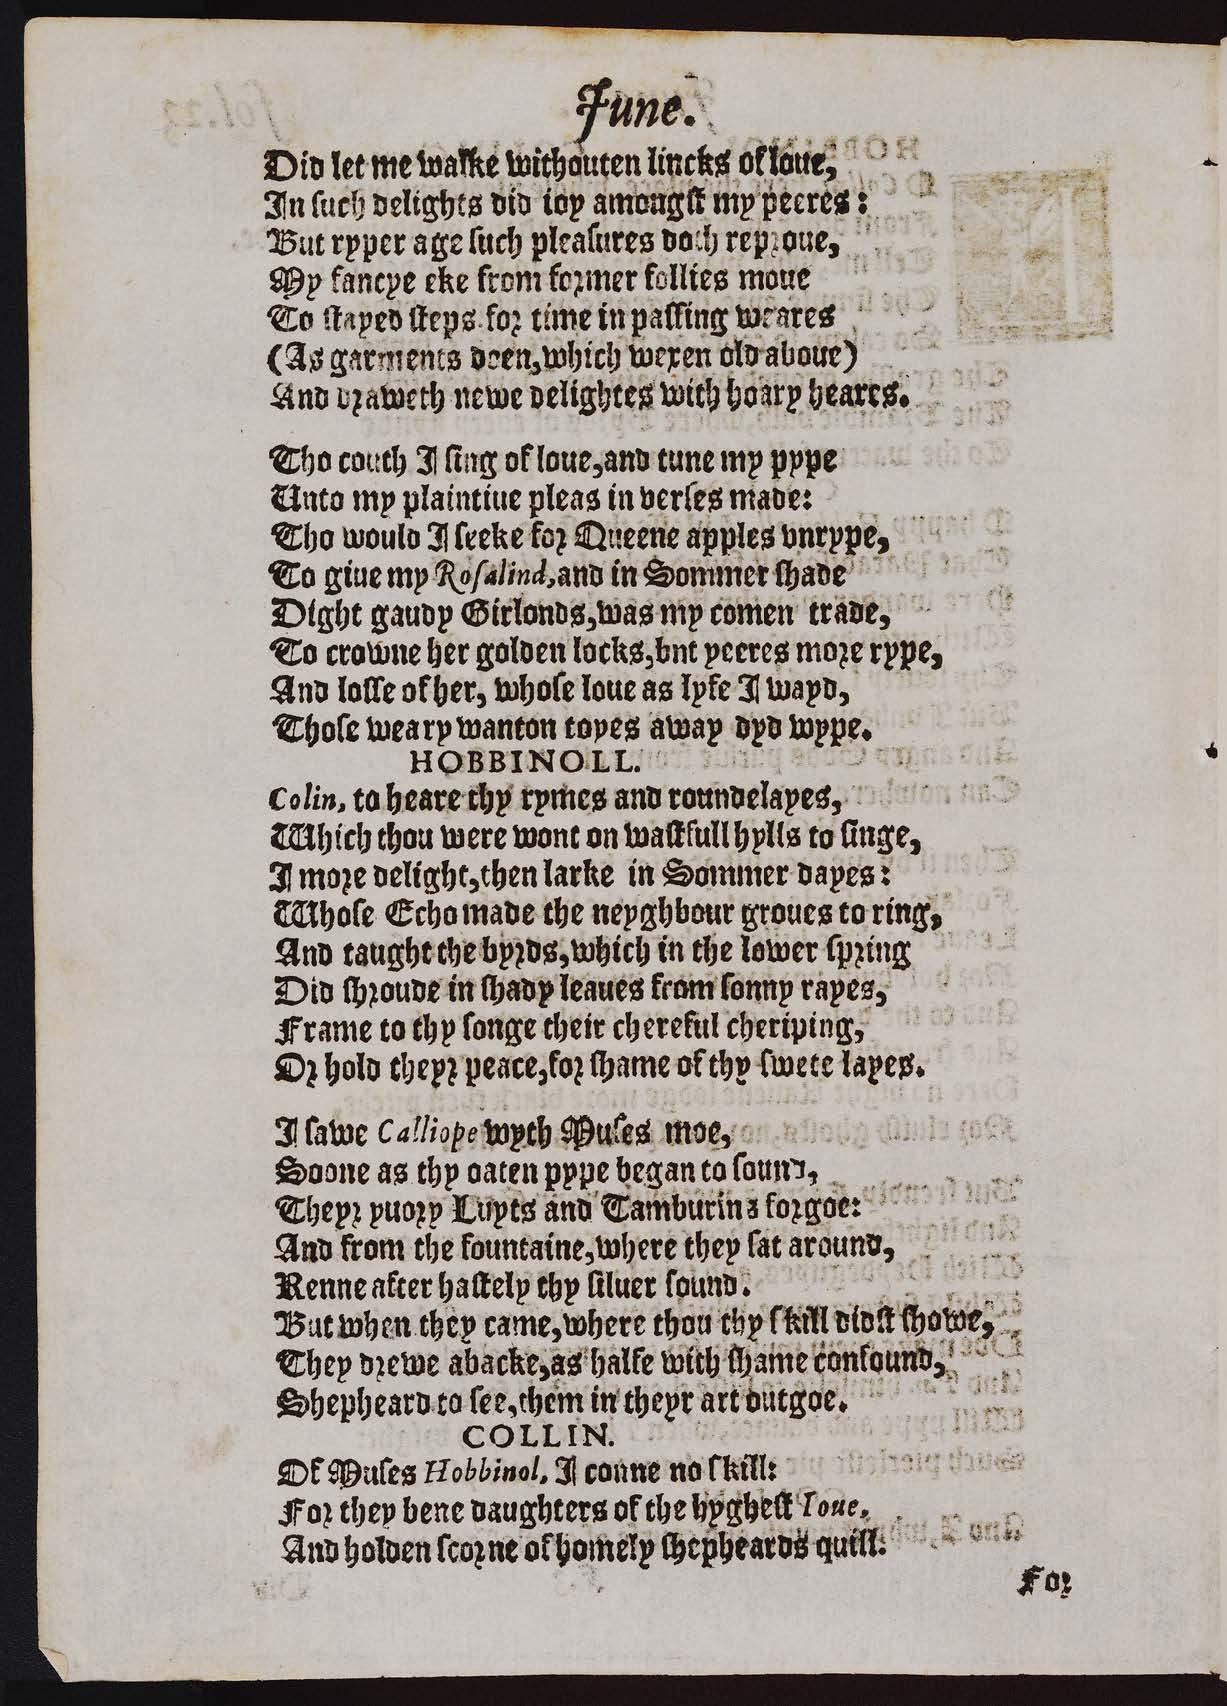 June.
Did let me walke withouten lincks of loue,
In such delights did ioy amongst my peeres:
But ryper age such pleasures doth reproue,
My fancye eke from former follies moue
To stayed steps. for time in passing weares
(As garments doen, which wexen old aboue)
And draweth newe delightes with hoary heares.
Tho couth I sing of loue, and tune my pype
Unto my plaintiue pleas in verses made:
Tho would I seeke for Queene apples vnrype,
To giue my Rosalind, and in Sommer shade
Dight gaudy Girlonds, was my comen trade,
To crowne her golden locks, bnt yeeres more rype,
And losse of her, whose loue as lyfe I wayd,
Those weary wanton toyes away dyd wype.
HOBBINOLL.
Colin, to heare thy rymes and roundelayes,
Which thou were wont on wastfull hylls to singe,
I more delight, then larke in Sommer dayes:
Whose Echo made the neyghbour groues to ring,
And taught the byrds, which in the lower spring
Did shroude in shady leaues from sonny rayes,
Frame to thy songe their chereful cheriping,
Or hold theyr peace, for shame of thy swete layes.
I sawe Calliope wyth Muses moe,
Soone as thy oaten pype began to sound,
Theyr yuory Luyts and Tamburins forgoe:
And from the fountaine, where they sat around,
Renne after hastely thy siluer sound.
But when they came, where thou thy skill didst showe,
They drewe abacke, as halfe with shame confound,
Shepheard to see, them in theyr art outgoe.
COLLIN.
Of Muses Hobbinol, I conne no skill:
For they bene daughters of the hyghest Ioue,
And holden scorne of homely shepheards quill.
For